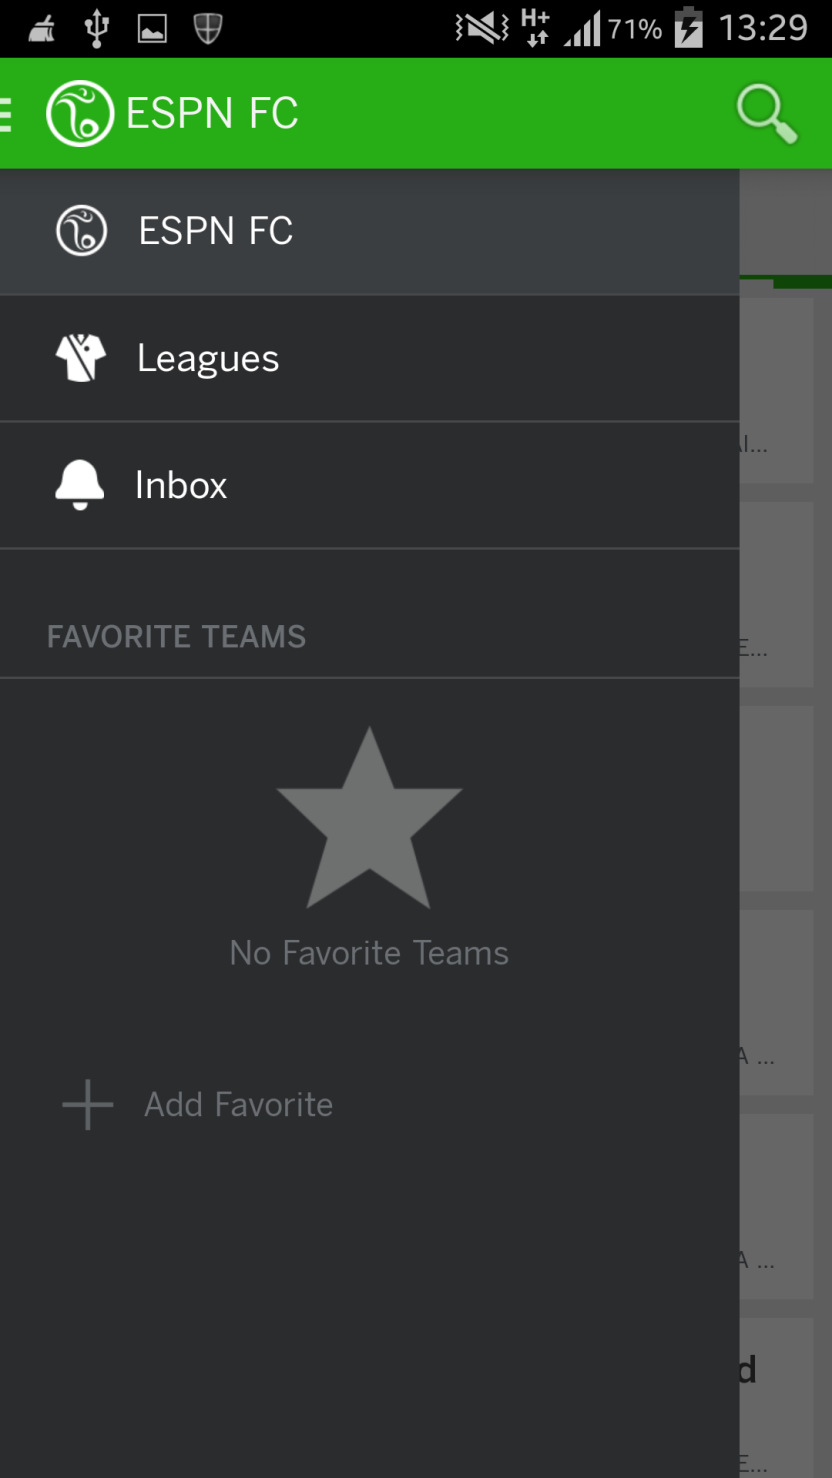 H+ 71% 13:29
ESPN FC
ESPN FC
Leagues
Inbox
FAVORITE TEAMS
No Favorite Teams
Add Favorite
A ...
A ...
d
E...